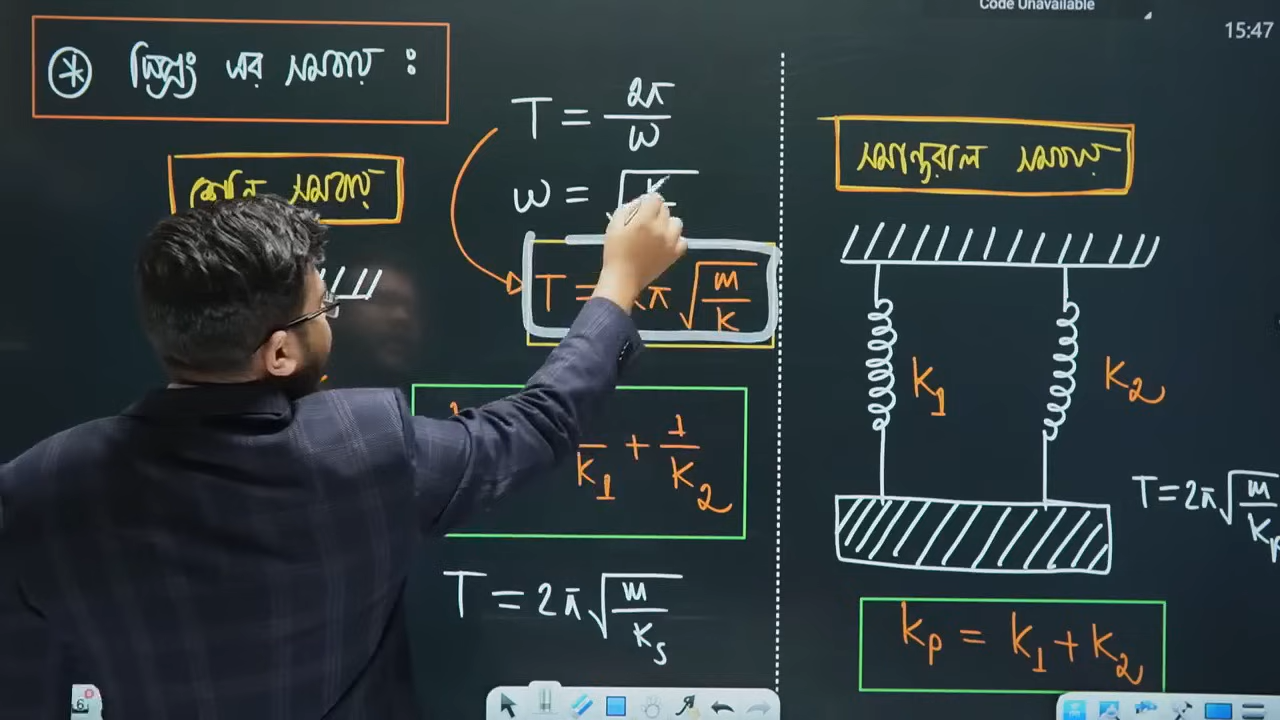 Code Unavailable
15:47
* স্প্রিং এর সমবায় :
শ্রেণি সমবায়
T = 2π/ω
ω = √K
T = 2π √m/k
1/K₁ + 1/K₂
T = 2π √m/Kₛ
সমান্তরাল সমবায়
K₁
K₂
T = 2π √m/Kₚ
kₚ = K₁ + K₂